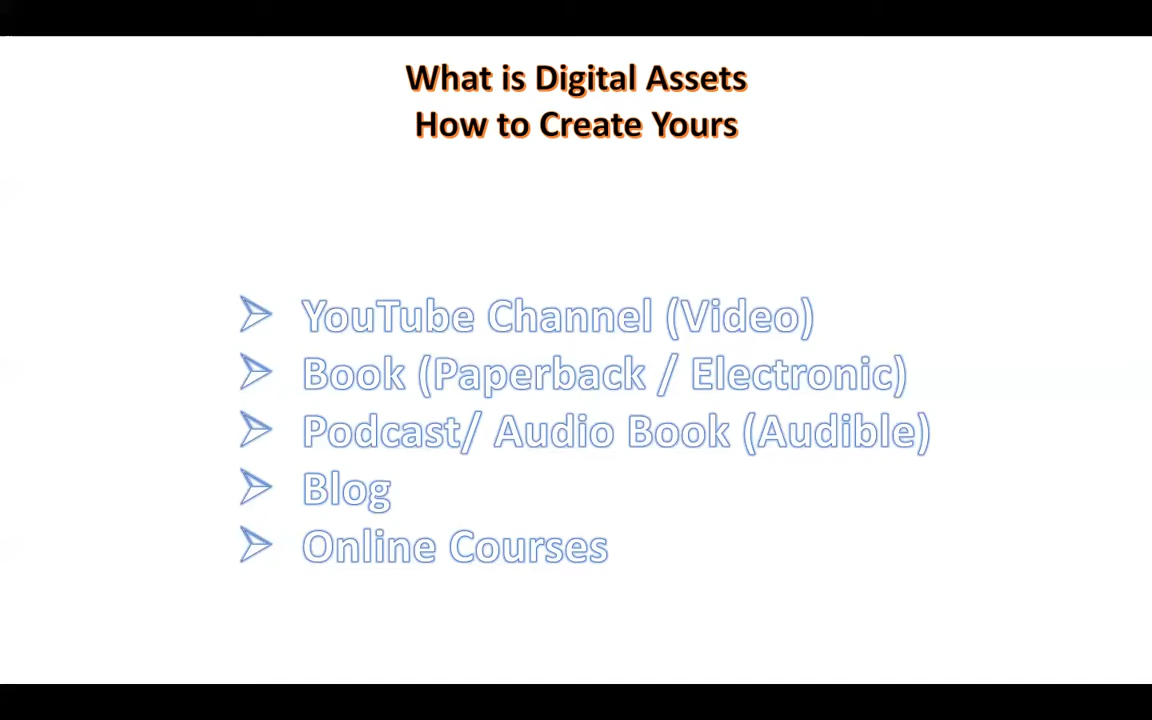 What is Digital Assets
How to Create Yours
YouTube Channel (Video)
Book (Paperback / Electronic)
Podcast/ Audio Book (Audible)
Blog
Online Courses